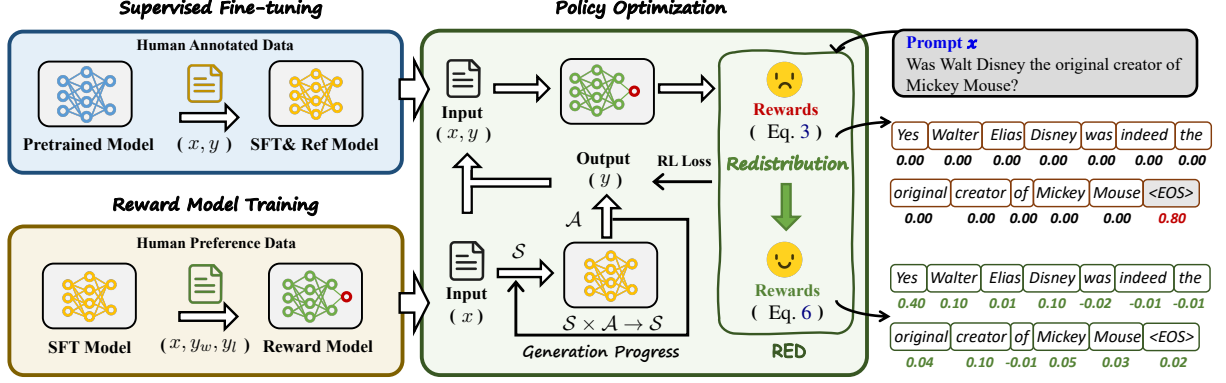 Supervised Fine-tuning
Human Annotated Data
( x, y )
Pretrained Model
SFT& Ref Model
Reward Model Training
Human Preference Data
SFT Model
( x, y_w, y_l )
Reward Model
Policy Optimization
Input
( x, y )
Output
( y )
RL Loss
A
S
Input
( x )
S × A → S
Generation Progress
Rewards
( Eq. 3 )
Redistribution
Rewards
( Eq. 6 )
RED
Prompt x
Was Walt Disney the original creator of
Mickey Mouse?
Yes Walter Elias Disney was indeed the
0.00 0.00 0.00 0.00 0.00 0.00 0.00
original creator of Mickey Mouse <EOS>
0.00 0.00 0.00 0.00 0.00 0.80
Yes Walter Elias Disney was indeed the
0.40 0.10 0.01 0.10 -0.02 -0.01 -0.01
original creator of Mickey Mouse <EOS>
0.04 0.10 -0.01 0.05 0.03 0.02